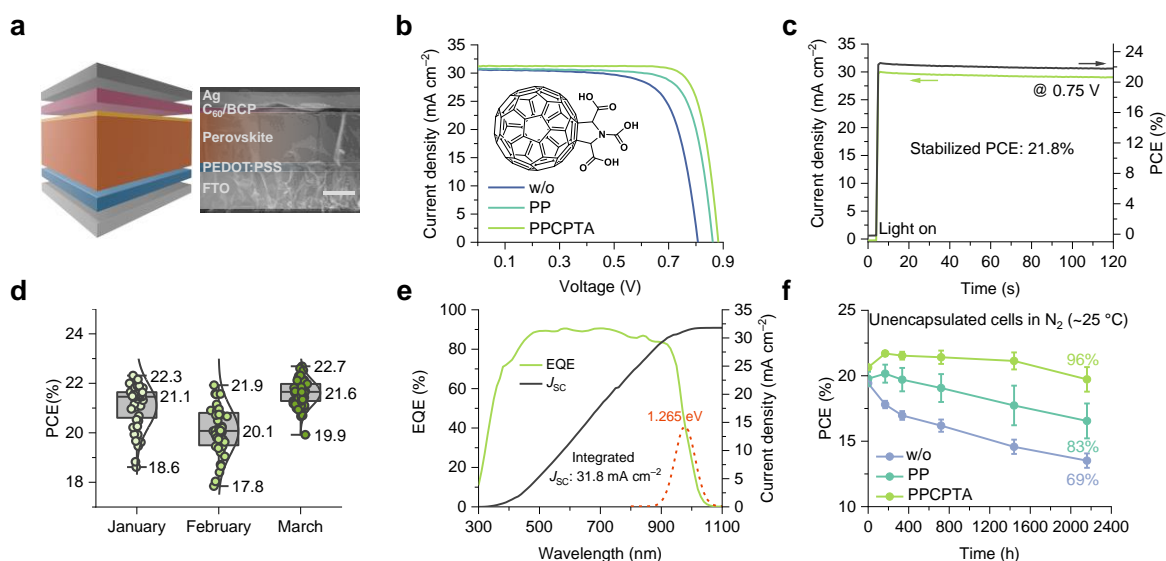 a
Ag
C₆₀/BCP
Perovskite
PEDOT:PSS
FTO
b
Current density (mA cm⁻²)
35
30
25
20
15
10
5
0
HO
O
OH
N
O
O
OH
w/o
PP
PPCPTA
0.1
0.3
0.5
0.7
0.9
Voltage (V)
c
Current density (mA cm⁻²)
35
30
25
20
15
10
5
0
@ 0.75 V
Stabilized PCE: 21.8%
Light on
0
20
40
60
80
100
120
Time (s)
24
20
16
12
8
4
0
PCE (%)
d
PCE(%)
24
22
20
18
22.3
21.1
18.6
21.9
20.1
17.8
22.7
21.6
19.9
January
February
March
e
EQE (%)
100
80
60
40
20
0
EQE
J_SC
1.265 eV
Integrated
J_SC: 31.8 mA cm⁻²
300
500
700
900
1100
Wavelength (nm)
35
30
25
20
15
10
5
0
Current density (mA cm⁻²)
f
PCE (%)
25
20
15
10
Unencapsulated cells in N₂ (~25 °C)
96%
83%
69%
w/o
PP
PPCPTA
0
400
800
1200
1600
2000
2400
Time (h)